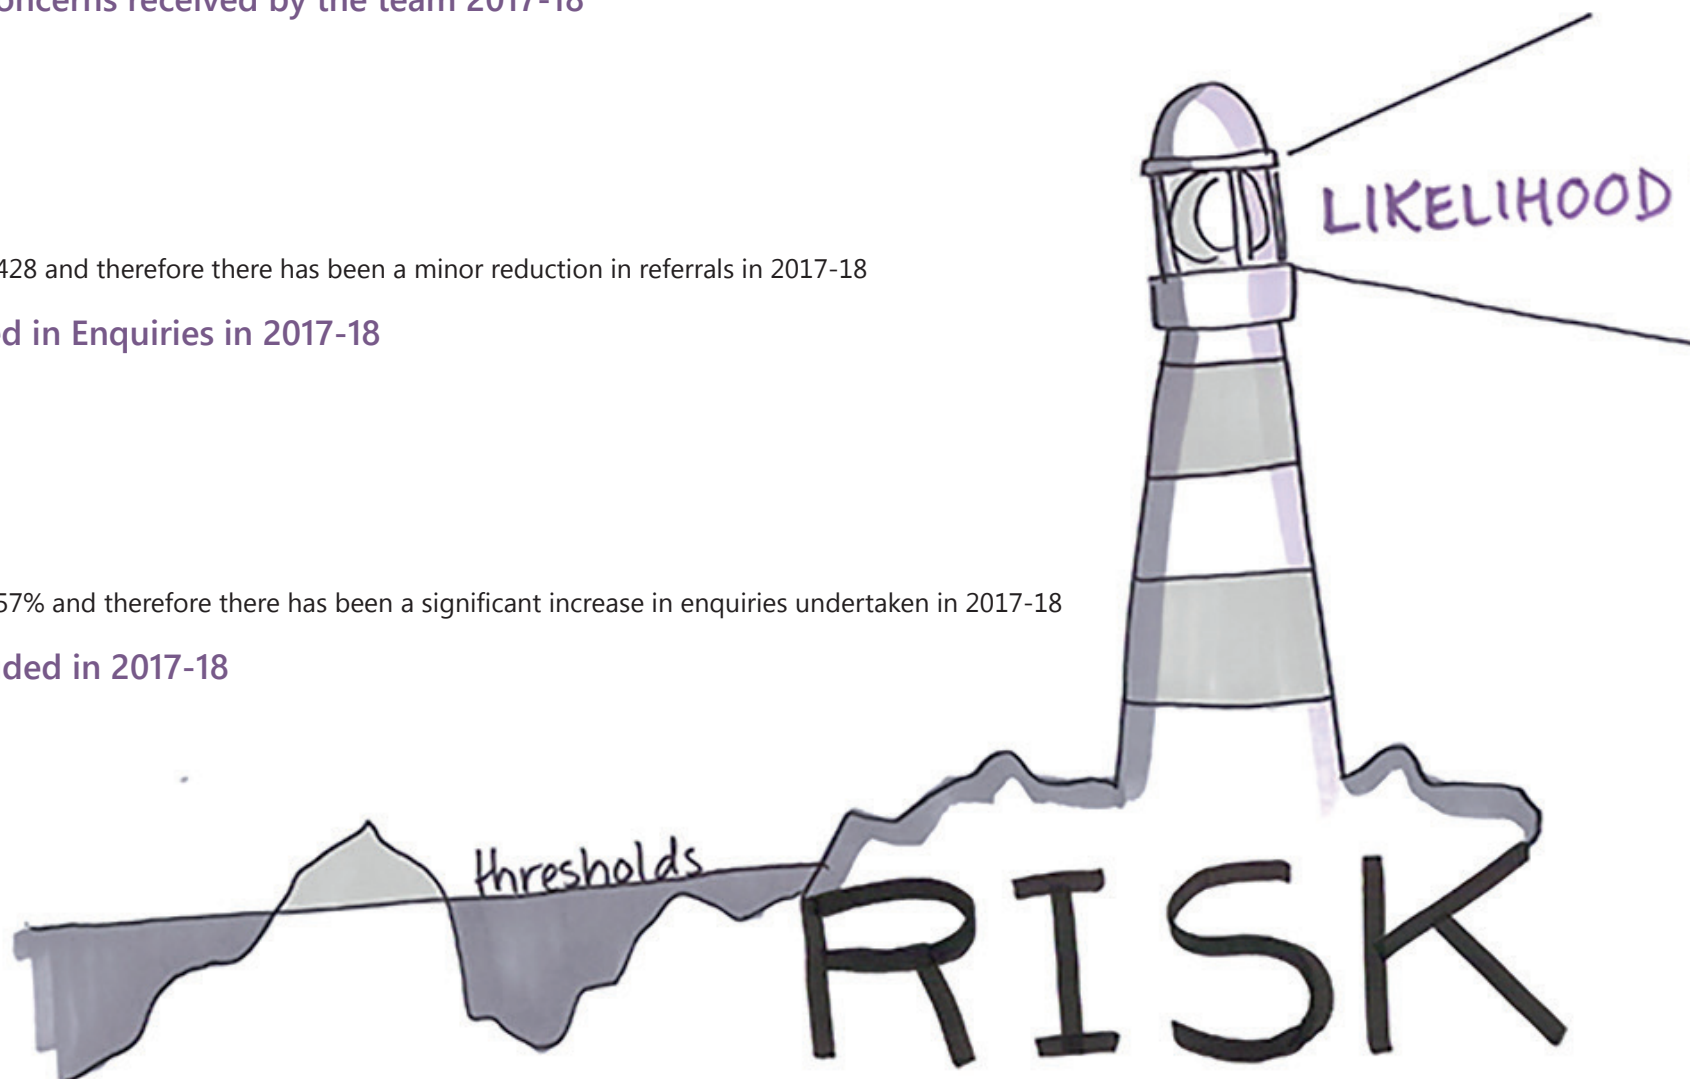 oncerns received by the team 2017-18
LIKELIHOOD
428 and therefore there has been a minor reduction in referrals in 2017-18
d in Enquiries in 2017-18
57% and therefore there has been a significant increase in enquiries undertaken in 2017-18
ded in 2017-18
thresholds
RISK